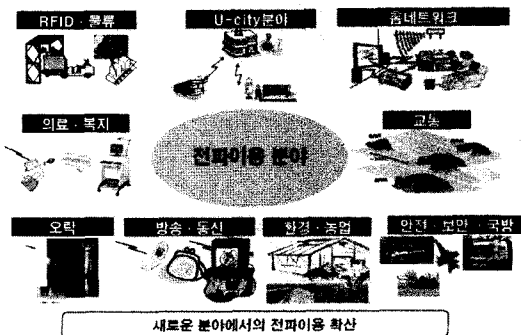 RFID · 물류
U-city분야
홈네트워크
의료 · 복지
전파이용 분야
교통
오락
방송 · 통신
환경 · 농업
안전 · 보안 · 국방
새로운 분야에서의 전파이용 확산